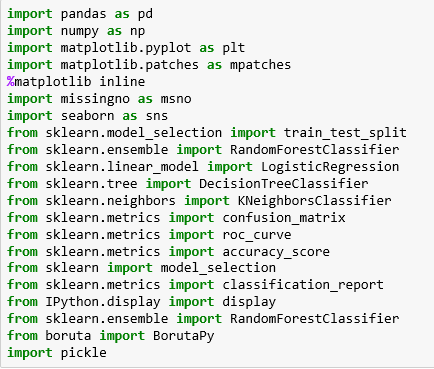 import pandas as pd
import numpy as np
import matplotlib.pyplot as plt
import matplotlib.patches as mpatches
%matplotlib inline
import missingno as msno
import seaborn as sns
from sklearn.model_selection import train_test_split
from sklearn.ensemble import RandomForestClassifier
from sklearn.linear_model import LogisticRegression
from sklearn.tree import DecisionTreeClassifier
from sklearn.neighbors import KNeighborsClassifier
from sklearn.metrics import confusion_matrix
from sklearn.metrics import roc_curve
from sklearn.metrics import accuracy_score
from sklearn import model_selection
from sklearn.metrics import classification_report
from IPython.display import display
from sklearn.ensemble import RandomForestClassifier
from boruta import BorutaPy
import pickle